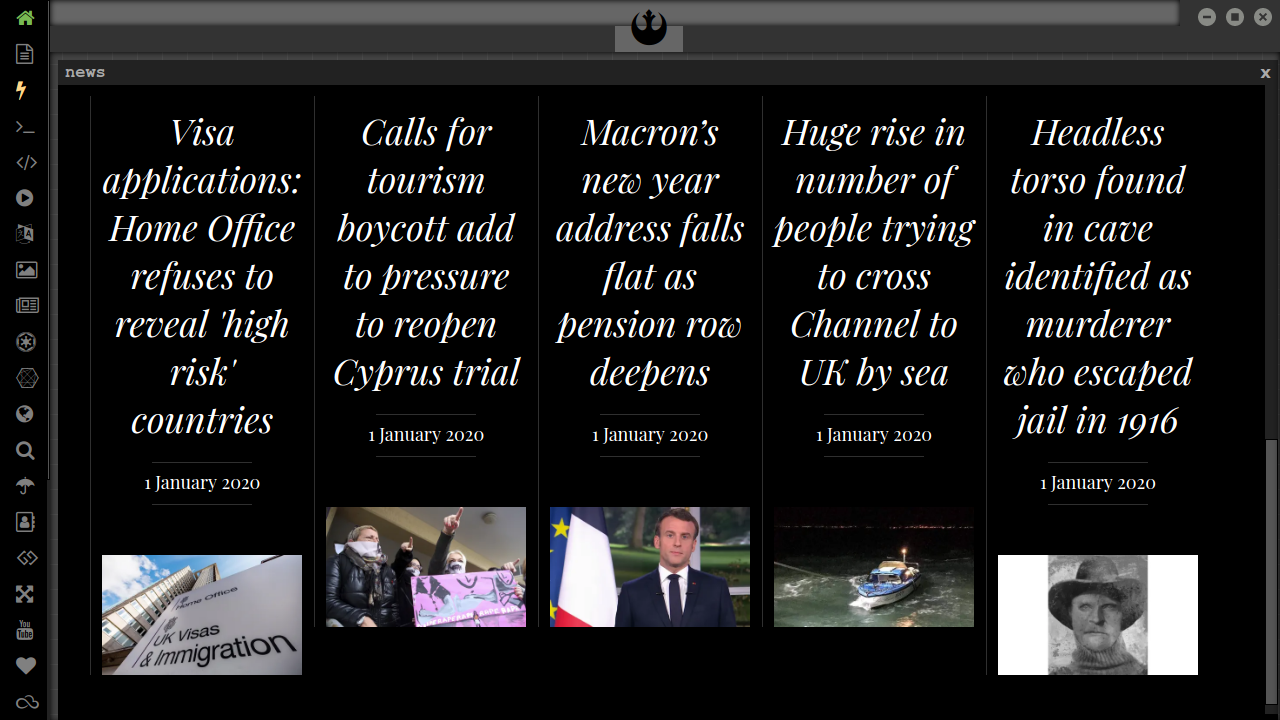 news
x
Visa
applications:
Home Office
refuses to
reveal 'high
risk'
countries
1 January 2020
Home Office
UK Visas
& Immigration
Calls for
tourism
boycott add
to pressure
to reopen
Cyprus trial
1 January 2020
Macron’s
new year
address falls
flat as
pension row
deepens
1 January 2020
Huge rise in
number of
people trying
to cross
Channel to
UK by sea
1 January 2020
Headless
torso found
in cave
identified as
murderer
who escaped
jail in 1916
1 January 2020
You
Tube